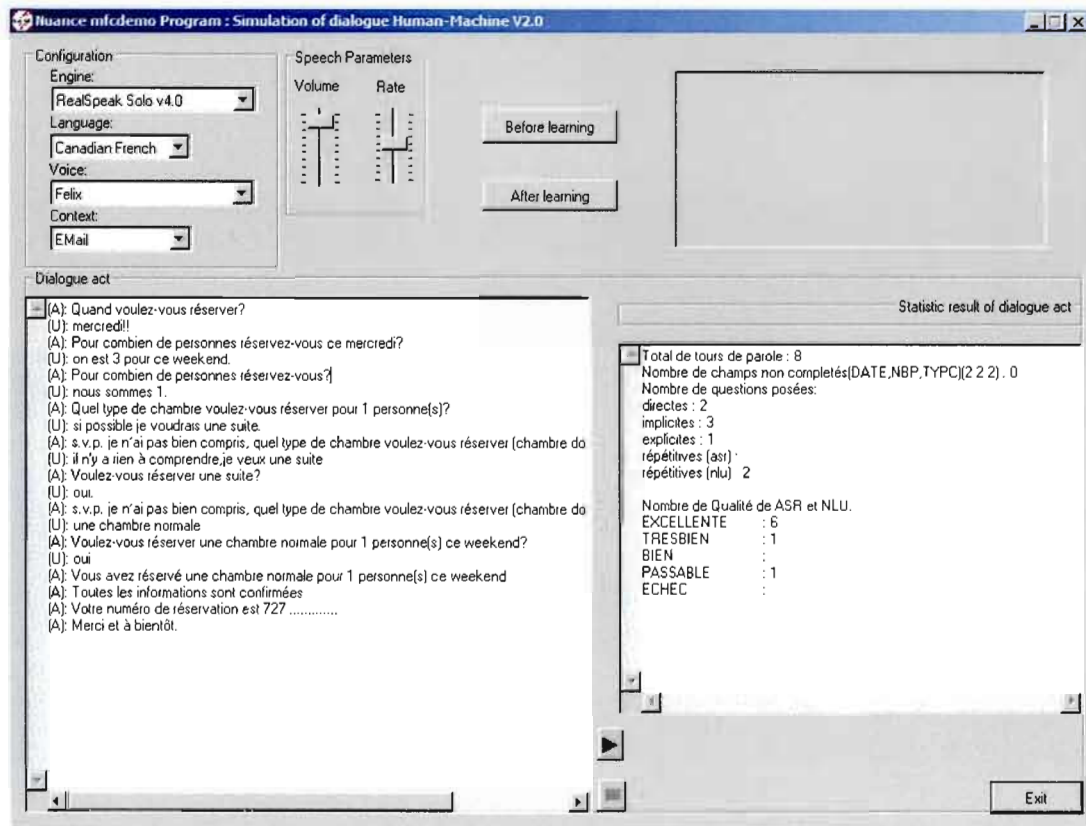 Nuance mfcdemo Program : Simulation of dialogue Human-Machine V2.0
Configuration
Engine:
RealSpeak Solo v4.0
Language:
Canadian French
Voice:
Felix
Context:
EMail
Speech Parameters
Volume Rate
Before learning
After learning
Dialogue act
(A): Quand voulez-vous réserver?
(U): mercredi!!
(A): Pour combien de personnes réservez-vous ce mercredi?
(U): on est 3 pour ce weekend.
(A): Pour combien de personnes réservez-vous?
(U): nous sommes 1.
(A): Quel type de chambre voulez-vous réserver pour 1 personne(s)?
(U): si possible je voudrais une suite.
(A): s.v.p. je n'ai pas bien compris, quel type de chambre voulez-vous réserver (chambre do
(U): il n'y a rien à comprendre,je veux une suite
(A): Voulez-vous réserver une suite?
(U): oui.
(A): s.v.p. je n'ai pas bien compris, quel type de chambre voulez-vous réserver (chambre do
(U): une chambre normale
(A): Voulez-vous réserver une chambre normale pour 1 personne(s) ce weekend?
(U): oui
(A): Vous avez réservé une chambre normale pour 1 personne(s) ce weekend
(A): Toutes les informations sont confirmées
(A): Votre numéro de réservation est 727 .............
(A): Merci et à bientôt.
Statistic result of dialogue act
Total de tours de parole : 8
Nombre de champs non completés(DATE,NBP,TYPC)(2 2 2) . 0
Nombre de questions posées:
directes : 2
implicites : 3
explicites : 1
répétitives (asr) :
répétitives (nlu) 2
Nombre de Qualité de ASR et NLU.
EXCELLENTE : 6
TRESBIEN : 1
BIEN :
PASSABLE : 1
ECHEC :
Exit